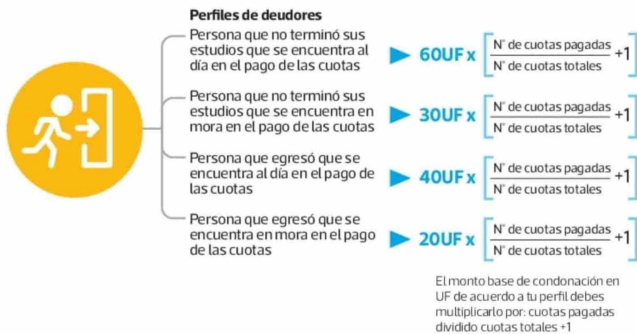 Perfiles de deudores
Persona que no terminó sus
estudios que se encuentra al
día en el pago de las cuotas
60UF x [N° de cuotas pagadas / N° de cuotas totales +1]
Persona que no terminó sus
estudios que se encuentra en
mora en el pago de las cuotas
30UF x [N° de cuotas pagadas / N° de cuotas totales +1]
Persona que egresó que se
encuentra al día en el pago de
las cuotas
40UF x [N° de cuotas pagadas / N° de cuotas totales +1]
Persona que egresó que se
encuentra en mora en el pago
de las cuotas
20UF x [N° de cuotas pagadas / N° de cuotas totales +1]
El monto base de condonación en
UF de acuerdo a tu perfil debes
multiplicarlo por: cuotas pagadas
dividido cuotas totales +1